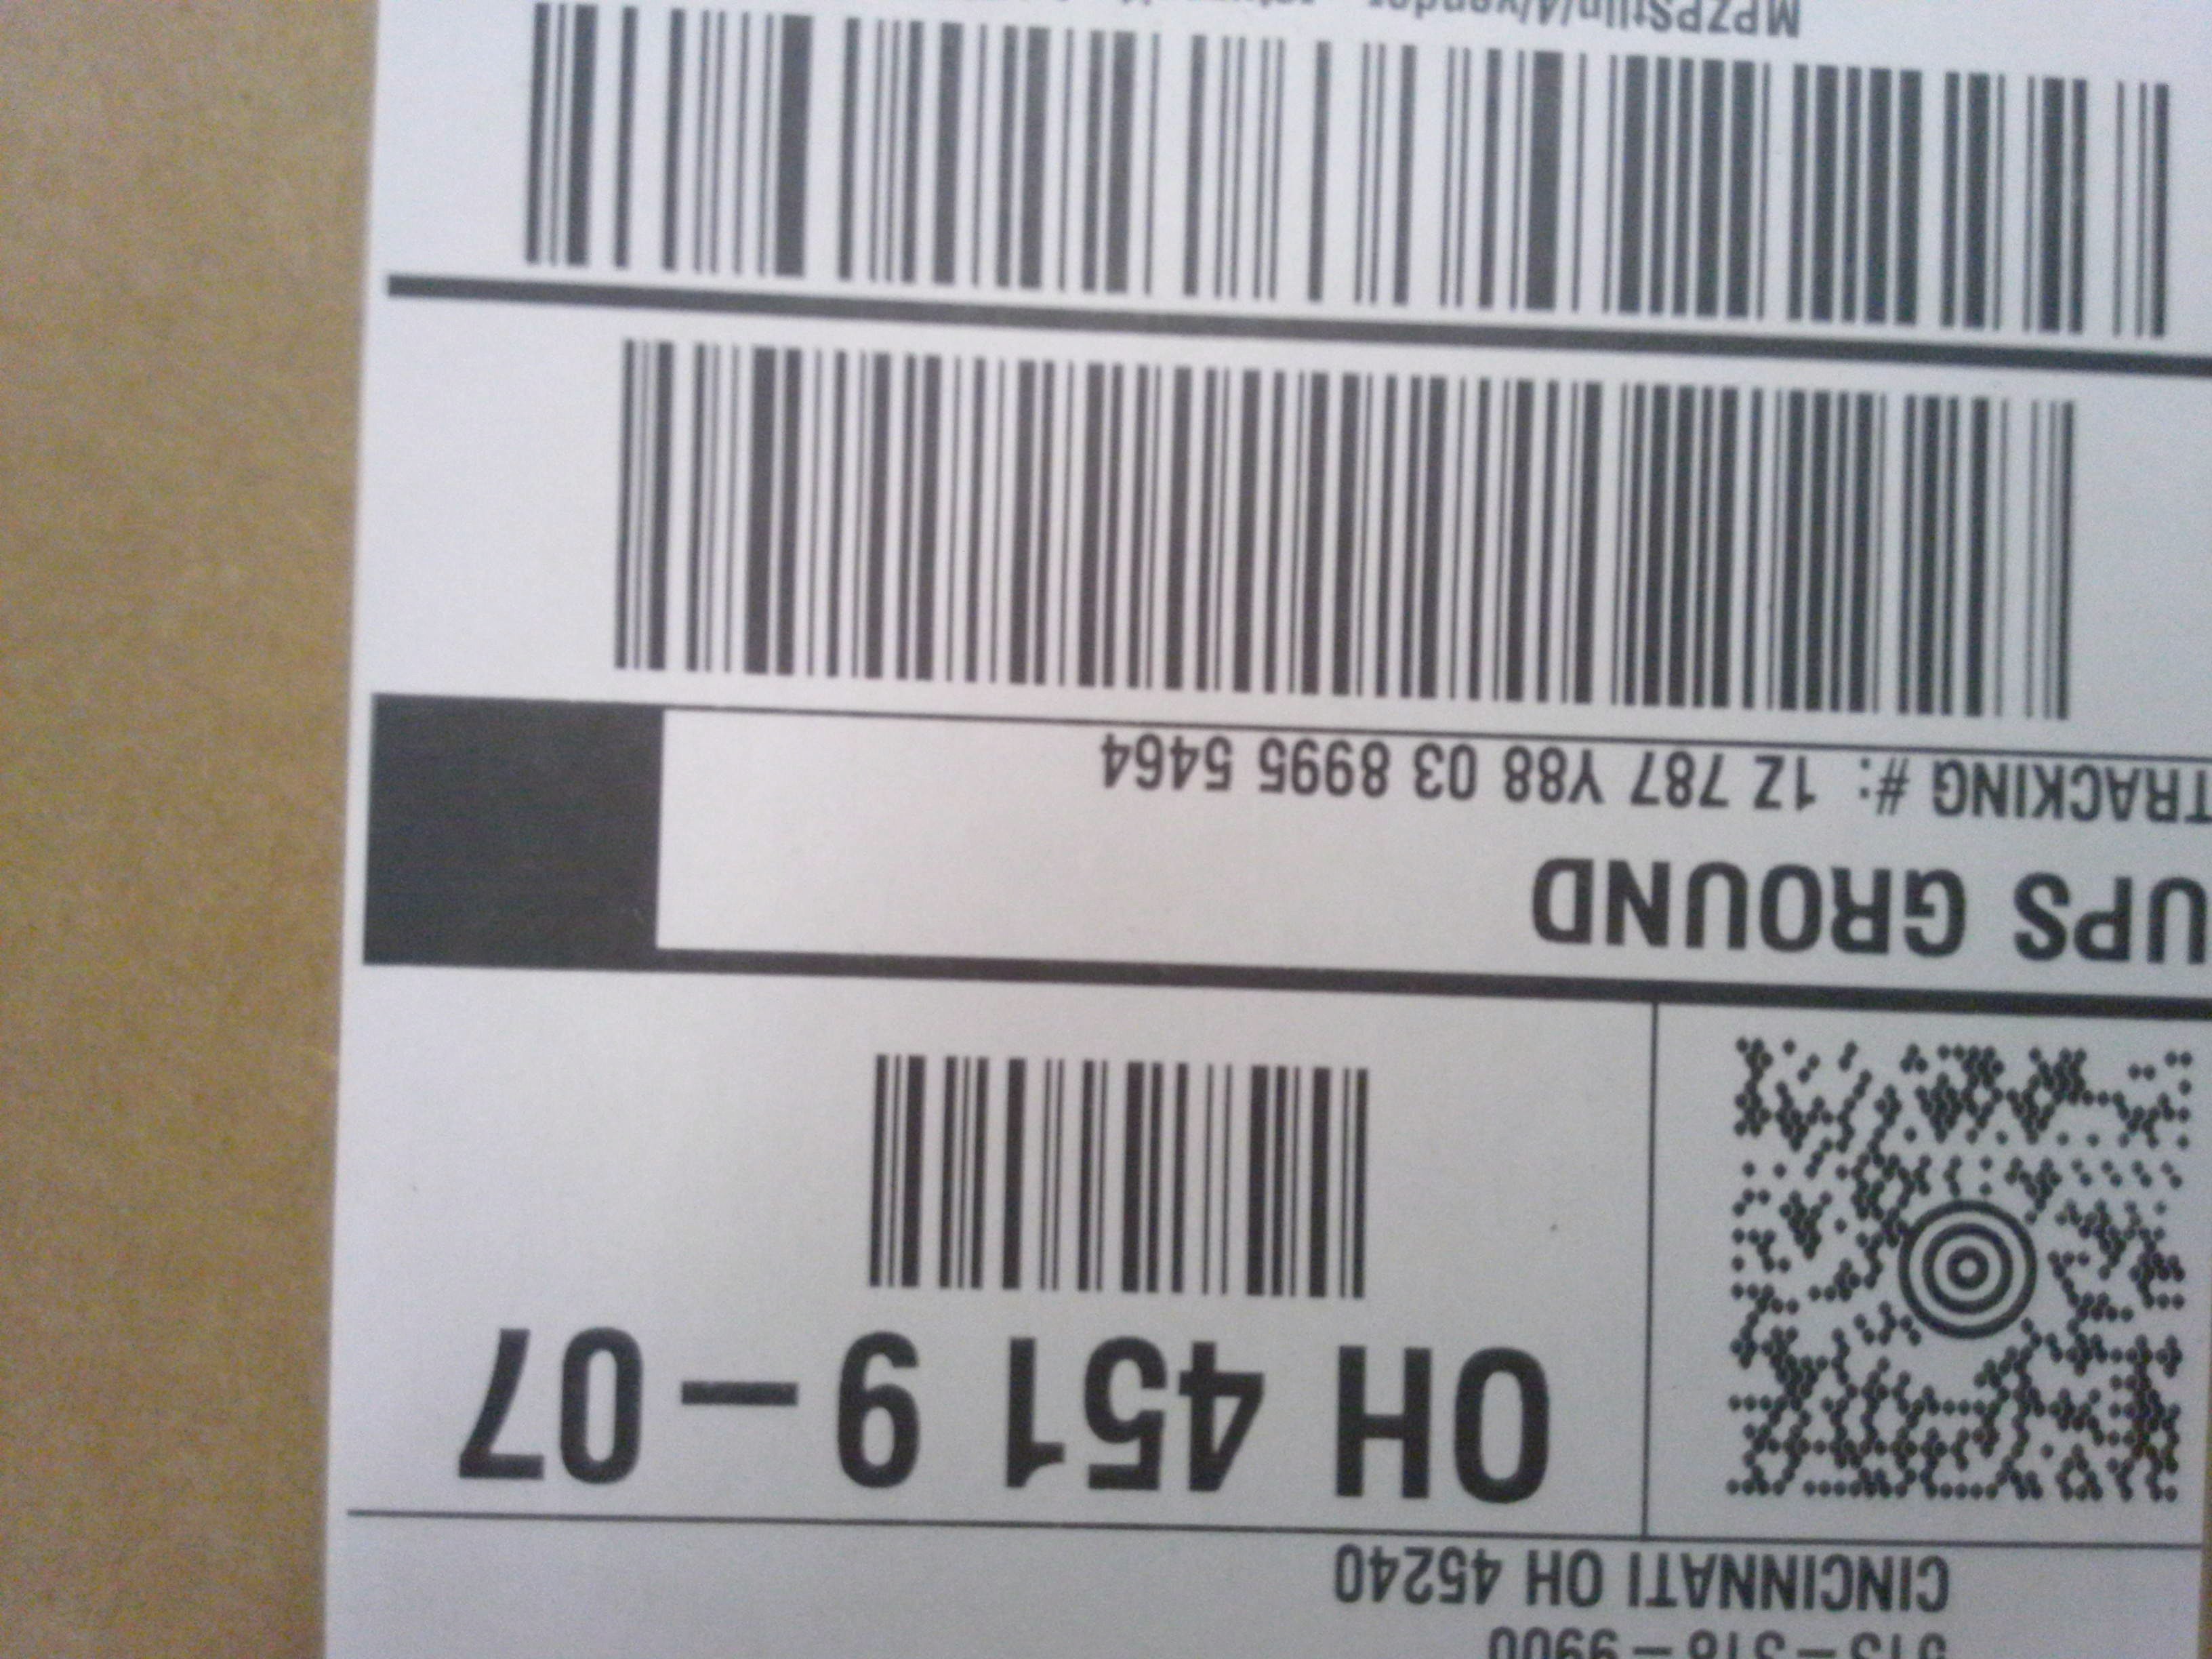 CINCINNATI OH 45240
OH 451 9-07
UPS GROUND
TRACKING #: 1Z 787 Y88 03 8995 5464